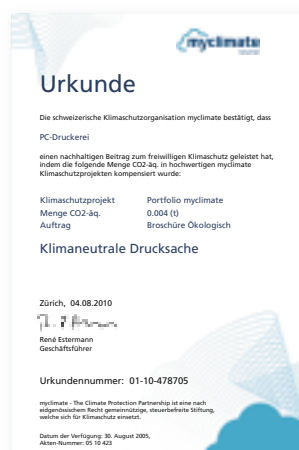 myclimate
Urkunde
Die schweizerische Klimaschutzorganisation myclimate bestätigt, dass
PC-Druckerei
einen nachhaltigen Beitrag zum freiwilligen Klimaschutz geleistet hat,
indem die folgende Menge CO2-äq. in hochwertigen myclimate
Klimaschutzprojekten kompensiert wurde:
Klimaschutzprojekt Portfolio myclimate
Menge CO2-äq. 0.004 (t)
Auftrag Broschüre Ökologisch
Klimaneutrale Drucksache
Zürich, 04.08.2010
René Estermann
Geschäftsführer
Urkundennummer: 01-10-478705
myclimate - The Climate Protection Partnership ist eine nach
eidgenössischem Recht gemeinnützige, steuerbefreite Stiftung,
welche sich für Klimaschutz einsetzt.
Datum der Verfügung: 30. August 2005,
Akten-Nummer: 05 10 423